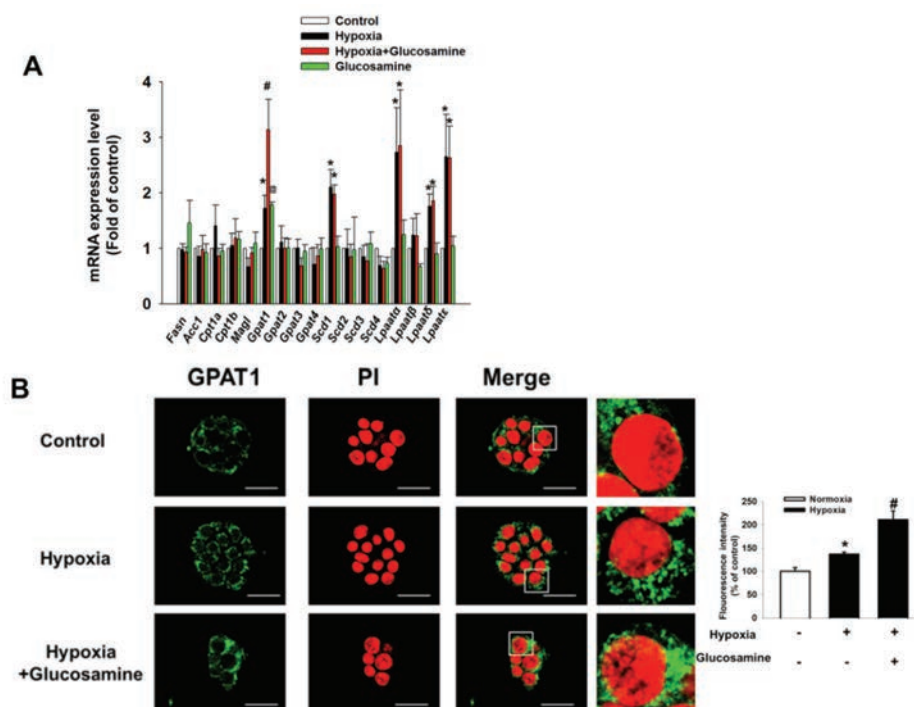 Control
Hypoxia
Hypoxia+Glucosamine
Glucosamine
A
mRNA expression level
(Fold of control)
4
3
2
1
0
#
*
@
* *
* *
* *
* *
Fasn
Acc1
Cpt1a
Cpt1b
Magl
Gpat1
Gpat2
Gpat3
Gpat4
Scd1
Scd2
Scd3
Scd4
Lpaatα
Lpaatβ
Lpaatδ
Lpaatε
B
GPAT1 PI Merge
Control
Hypoxia
Hypoxia
+Glucosamine
Normoxia
Hypoxia
Flouorescence intensity
(% of control)
250
200
150
100
50
0
*
#
Hypoxia - + +
Glucosamine - - +